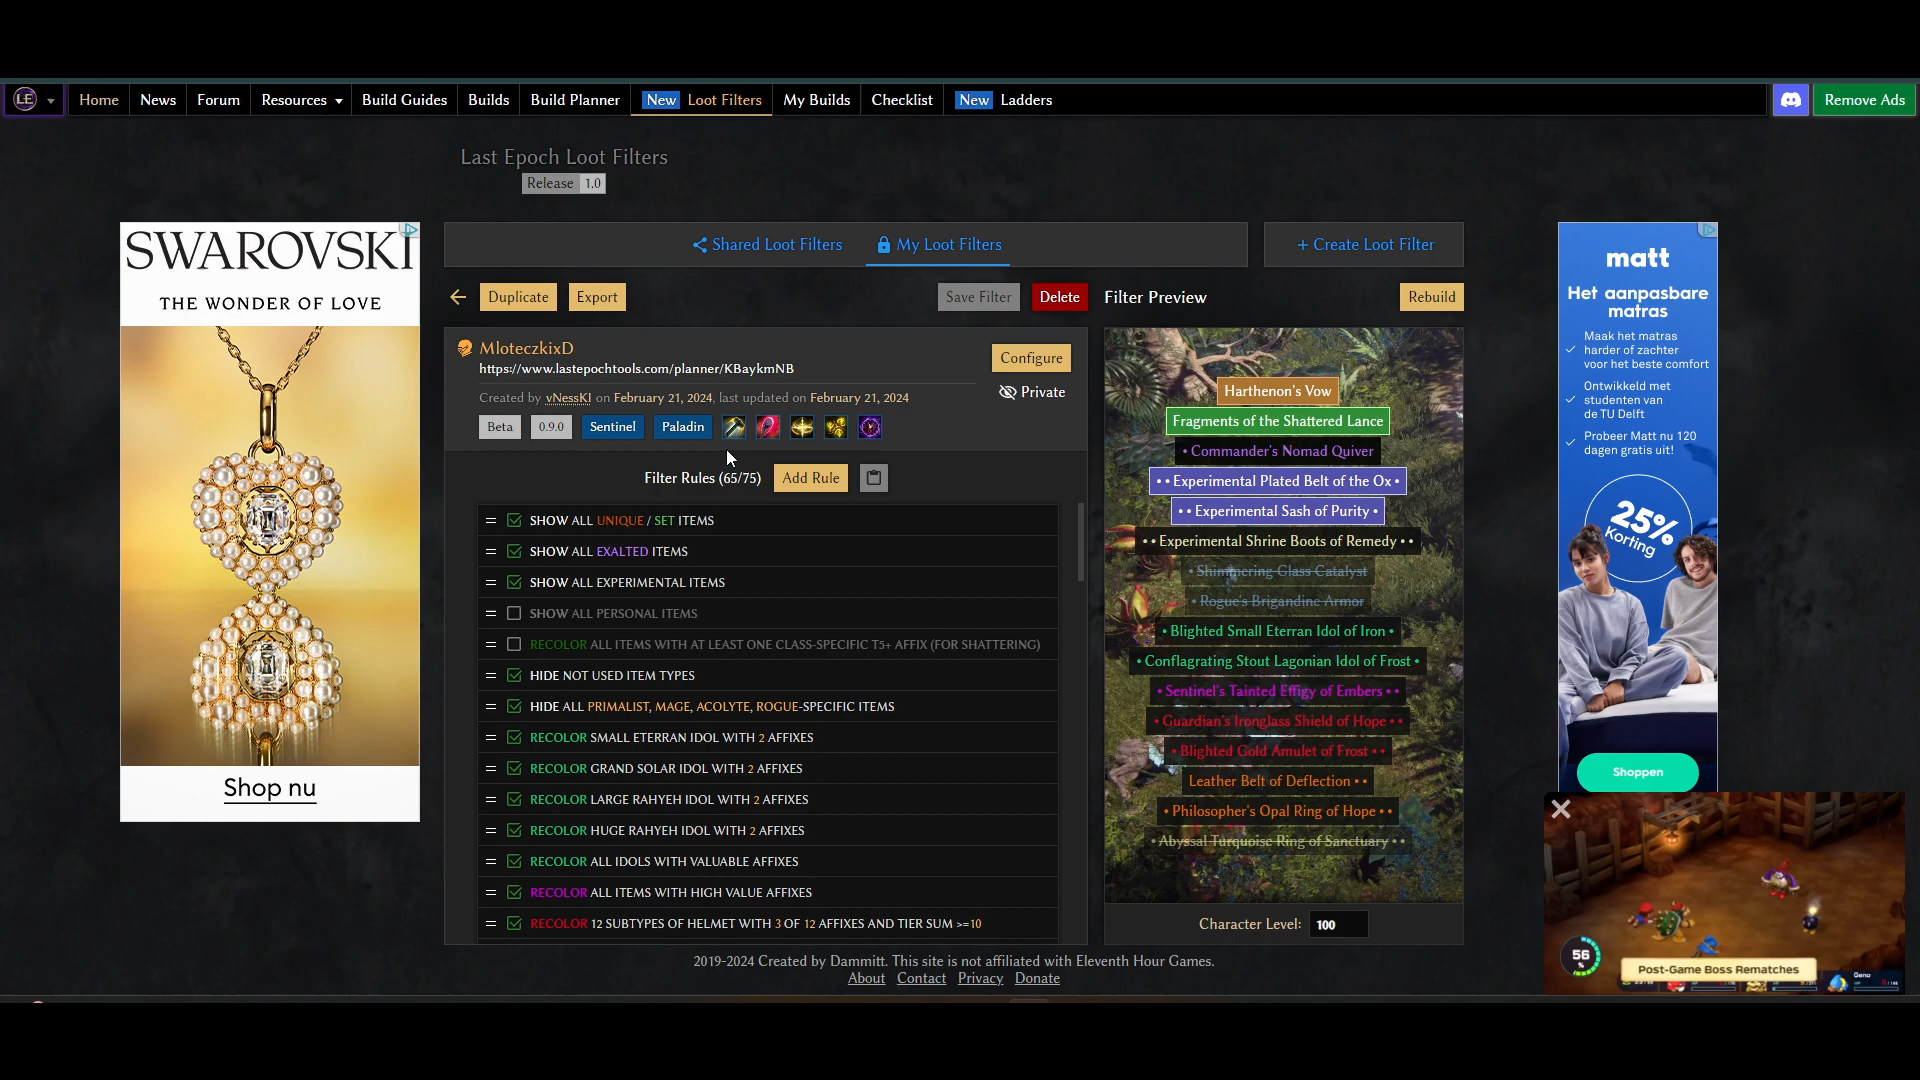 LE Home News Forum Resources Build Guides Builds Build Planner New Loot Filters My Builds Checklist New Ladders Remove Ads
Last Epoch Loot Filters
Release 1.0
Shared Loot Filters My Loot Filters + Create Loot Filter
Duplicate Export Save Filter Delete Filter Preview Rebuild
MloteczkixD
https://www.lastepochtools.com/planner/KBaykmNB
Configure
Created by vNessKI on February 21, 2024, last updated on February 21, 2024
Private
Beta 0.9.0 Sentinel Paladin
Filter Rules (65/75) Add Rule
SHOW ALL UNIQUE / SET ITEMS
SHOW ALL EXALTED ITEMS
SHOW ALL EXPERIMENTAL ITEMS
SHOW ALL PERSONAL ITEMS
RECOLOR ALL ITEMS WITH AT LEAST ONE CLASS-SPECIFIC T5+ AFFIX (FOR SHATTERING)
HIDE NOT USED ITEM TYPES
HIDE ALL PRIMALIST, MAGE, ACOLYTE, ROGUE-SPECIFIC ITEMS
RECOLOR SMALL ETERRAN IDOL WITH 2 AFFIXES
RECOLOR GRAND SOLAR IDOL WITH 2 AFFIXES
RECOLOR LARGE RAHYEH IDOL WITH 2 AFFIXES
RECOLOR HUGE RAHYEH IDOL WITH 2 AFFIXES
RECOLOR ALL IDOLS WITH VALUABLE AFFIXES
RECOLOR ALL ITEMS WITH HIGH VALUE AFFIXES
RECOLOR 12 SUBTYPES OF HELMET WITH 3 OF 12 AFFIXES AND TIER SUM >=10
Harthenon's Vow
Fragments of the Shattered Lance
• Commander's Nomad Quiver
• • Experimental Plated Belt of the Ox •
• • Experimental Sash of Purity •
• • Experimental Shrine Boots of Remedy • •
• Shimmering Glass Catalyst
• Rogue's Brigandine Armor
• Blighted Small Eterran Idol of Iron •
• Conflagrating Stout Lagonian Idol of Frost •
• Sentinel's Tainted Effigy of Embers • •
• Guardian's Ironglass Shield of Hope • •
• Blighted Gold Amulet of Frost • •
Leather Belt of Deflection • •
• Philosopher's Opal Ring of Hope • •
• Abyssal Turquoise Ring of Sanctuary • •
Character Level: 100
2019-2024 Created by Dammitt. This site is not affiliated with Eleventh Hour Games.
About Contact Privacy Donate
SWAROVSKI
THE WONDER OF LOVE
Shop nu
matt
Het aanpasbare
matras
Maak het matras
harder of zachter
voor het beste comfort
Ontwikkeld met
studenten van
de TU Delft
Probeer Matt nu 120
dagen gratis uit!
25%
Korting
Shoppen
56
%
Post-Game Boss Rematches
Geno